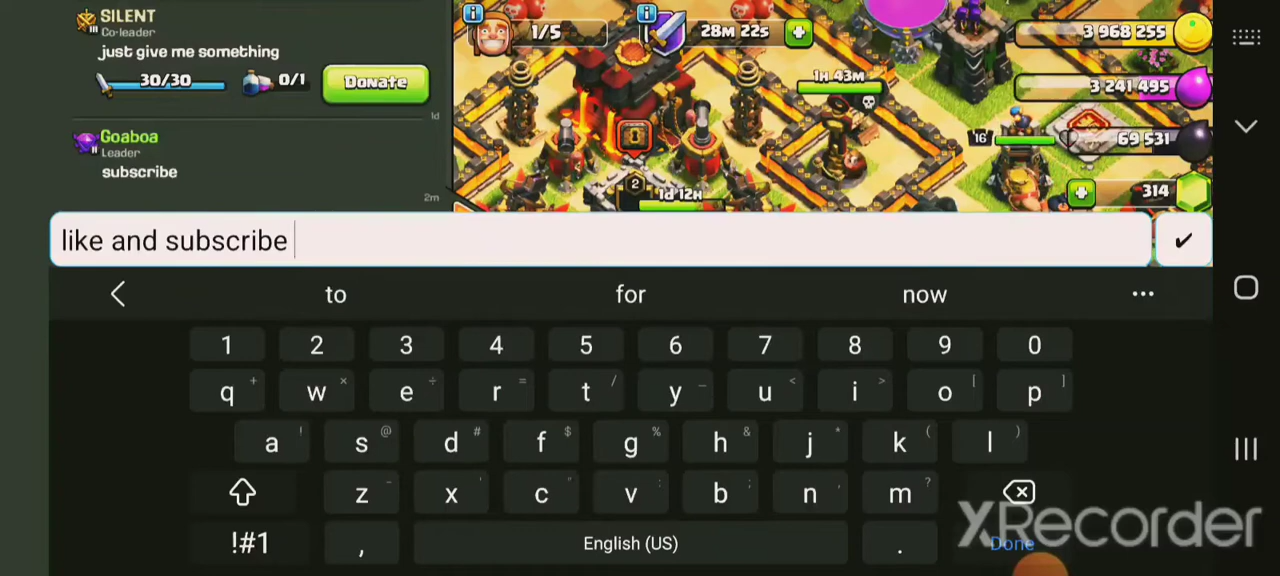 SILENT
Co-leader
just give me something
30/30
0/1
Donate
1d
Goaboa
Leader
subscribe
2m
1/5
28M 22s
3 968 255
1H 43M
3 241 495
16
69 531
2
1d 12H
314
like and subscribe
to
for
now
...
1 2 3 4 5 6 7 8 9 0
q + w × e ÷ r = t / y _ u < i > o [ p ]
a ! s @ d # f $ g % h & j * k ( l )
z - x ' c " v : b ; n , m ?
!#1 , English (US) . Done
XRecorder